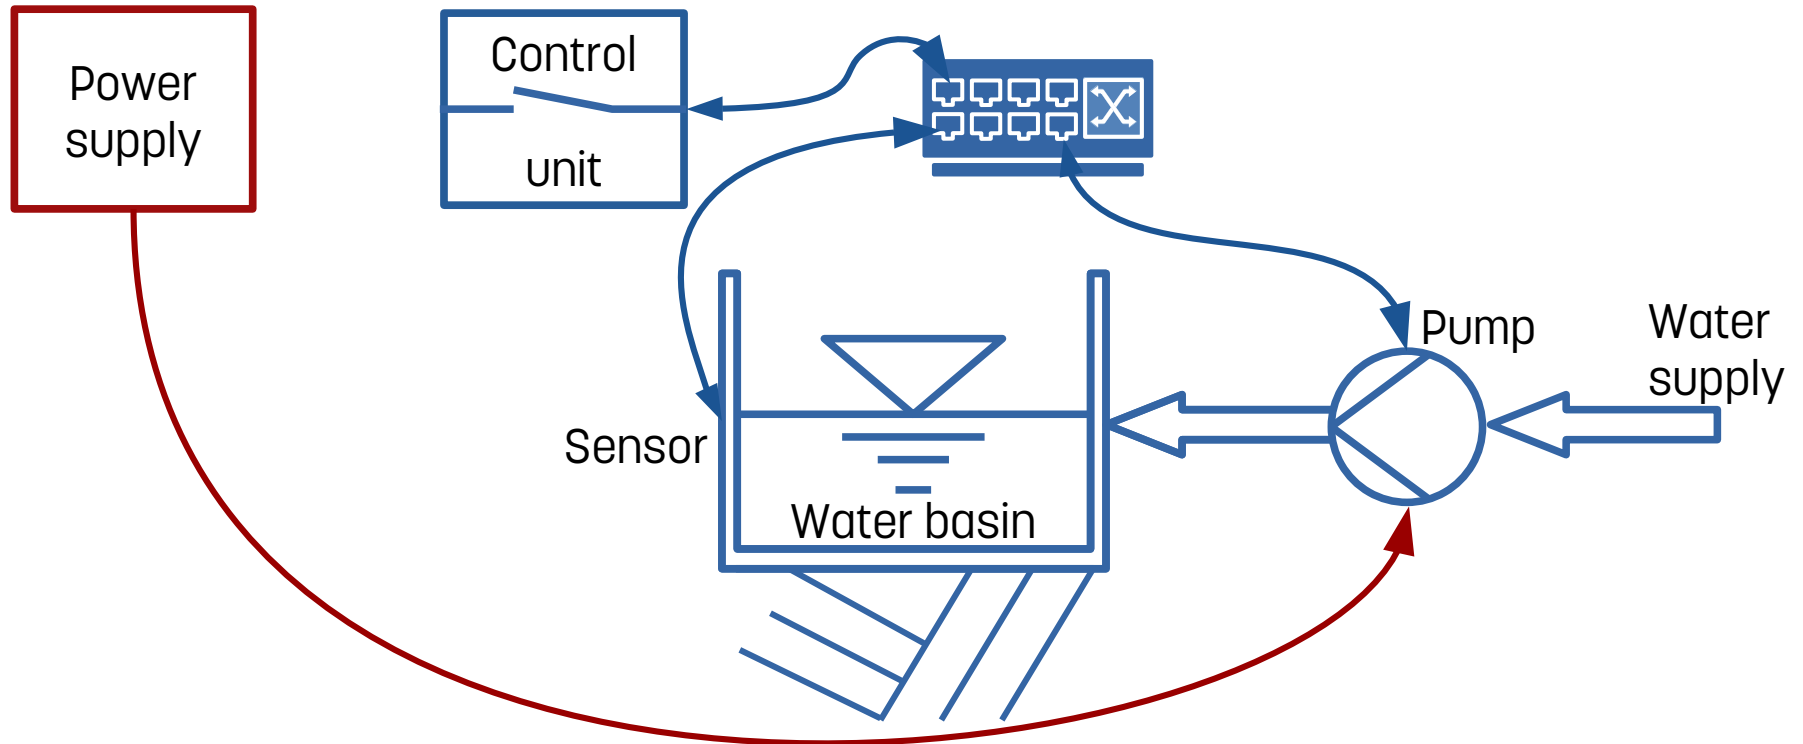 Power
supply
Control
unit
Pump
Water
supply
Sensor
Water basin